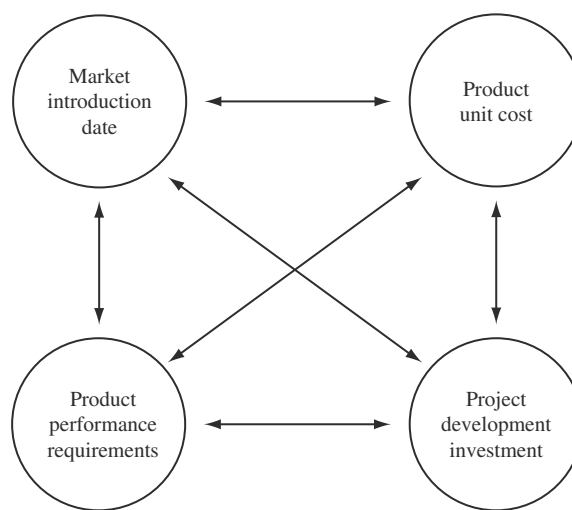 Market
introduction
date
Product
unit cost
Product
performance
requirements
Project
development
investment